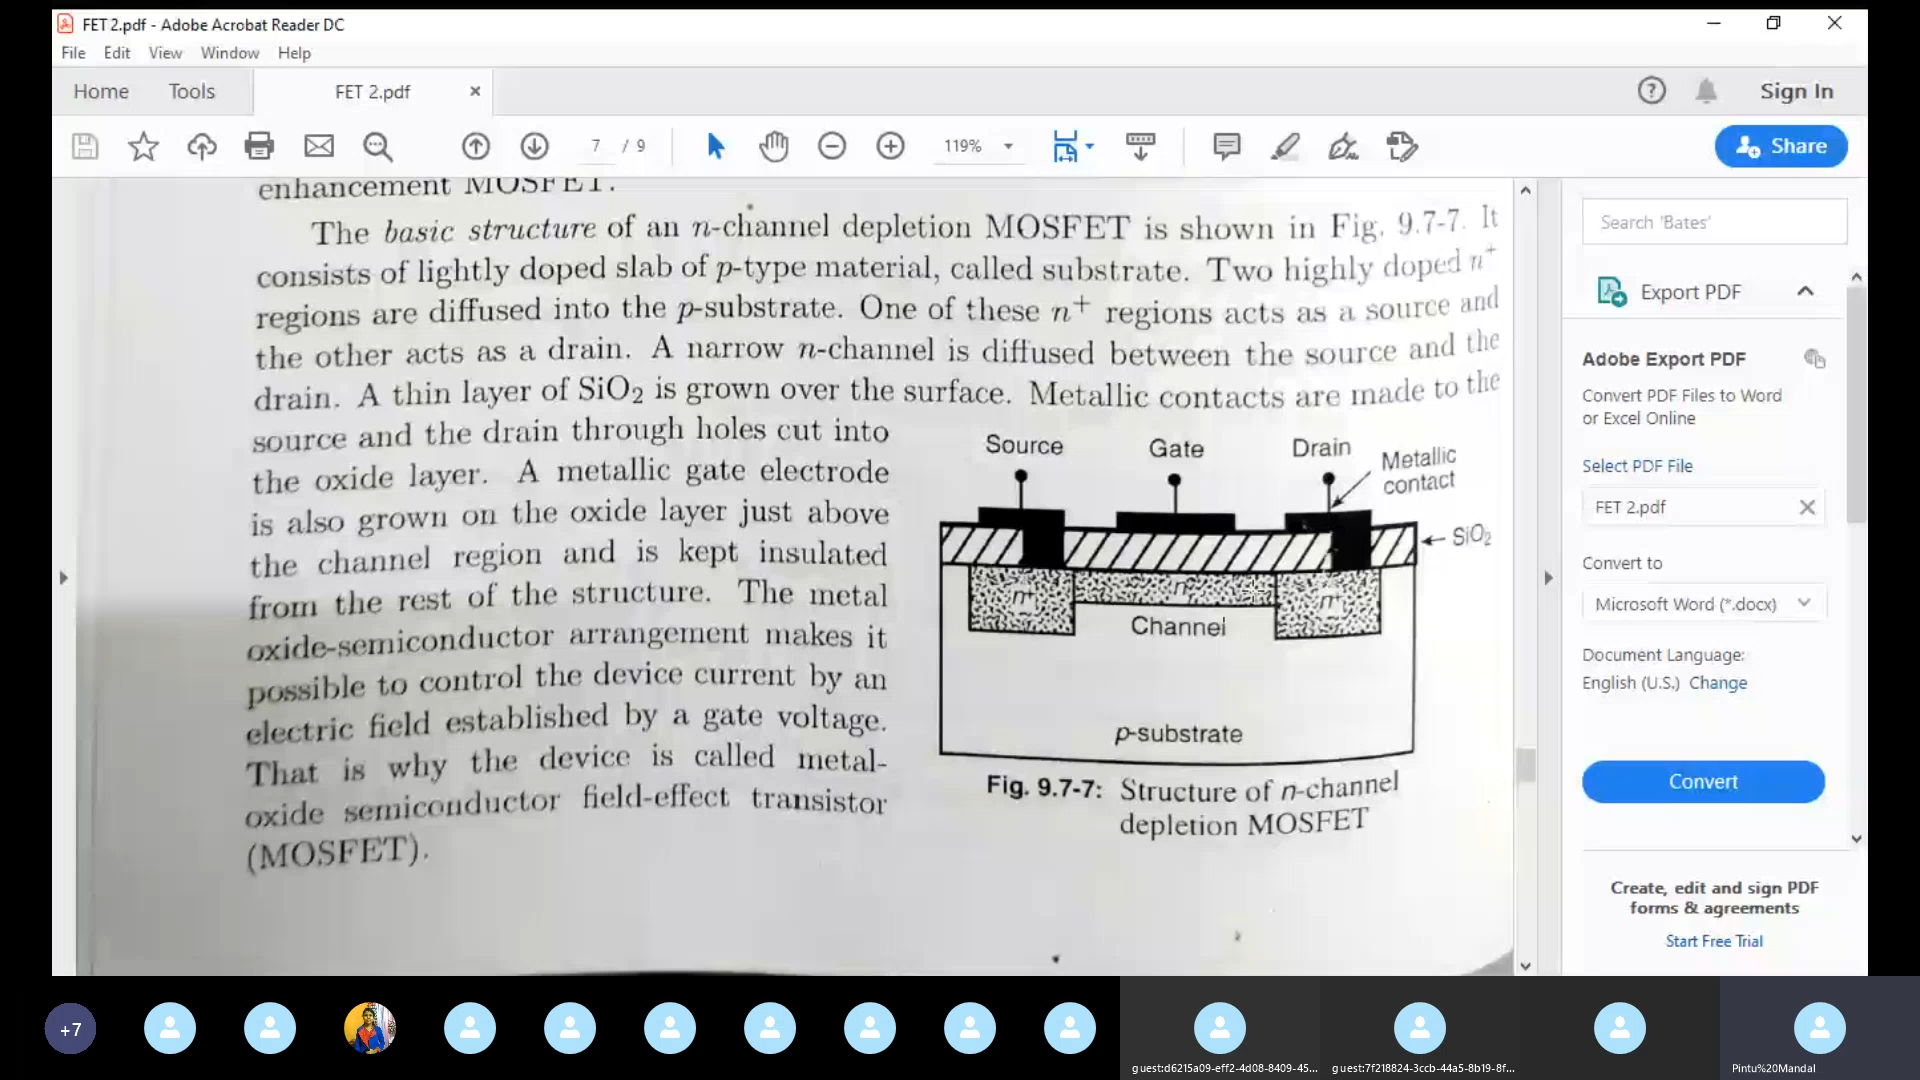 FET 2.pdf - Adobe Acrobat Reader DC
File Edit View Window Help
Home Tools FET 2.pdf Sign In
7 / 9 119% Share
enhancement MOSFET.
The basic structure of an n-channel depletion MOSFET is shown in Fig. 9.7-7. It
consists of lightly doped slab of p-type material, called substrate. Two highly doped n+
regions are diffused into the p-substrate. One of these n+ regions acts as a source and
the other acts as a drain. A narrow n-channel is diffused between the source and the
drain. A thin layer of SiO2 is grown over the surface. Metallic contacts are made to the
source and the drain through holes cut into
the oxide layer. A metallic gate electrode
is also grown on the oxide layer just above
the channel region and is kept insulated
from the rest of the structure. The metal
oxide-semiconductor arrangement makes it
possible to control the device current by an
electric field established by a gate voltage.
That is why the device is called metal-
oxide semiconductor field-effect transistor
(MOSFET).
Source Gate Drain
Metallic
contact
SiO2
n+ n n+
Channel
p-substrate
Fig. 9.7-7: Structure of n-channel
depletion MOSFET
Search 'Bates'
Export PDF
Adobe Export PDF
Convert PDF Files to Word
or Excel Online
Select PDF File
FET 2.pdf
Convert to
Microsoft Word (*.docx)
Document Language:
English (U.S.) Change
Convert
Create, edit and sign PDF
forms & agreements
Start Free Trial
+7
guest:d6215a09-eff2-4d08-8409-45...
guest:7f218824-3ccb-44a5-8b19-8f...
Pintu%20Mandal